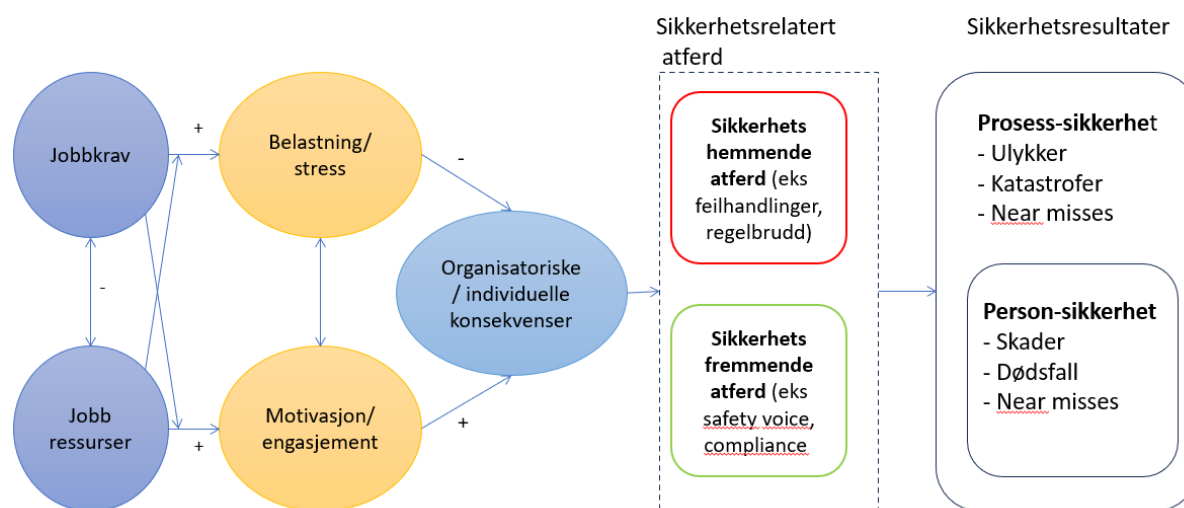 Sikkerhetsrelatert
atferd
Sikkerhetsresultater
Jobbkrav
+
Belastning/
stress
-
Sikkerhets
hemmende
atferd (eks
feilhandlinger,
regelbrudd)
Prosess-sikkerhet
- Ulykker
- Katastrofer
- Near misses
-
Organisatoriske
/ individuelle
konsekvenser
Jobb
ressurser
+
Motivasjon/
engasjement
+
Sikkerhets
fremmende
atferd (eks
safety voice,
compliance
Person-sikkerhet
- Skader
- Dødsfall
- Near misses